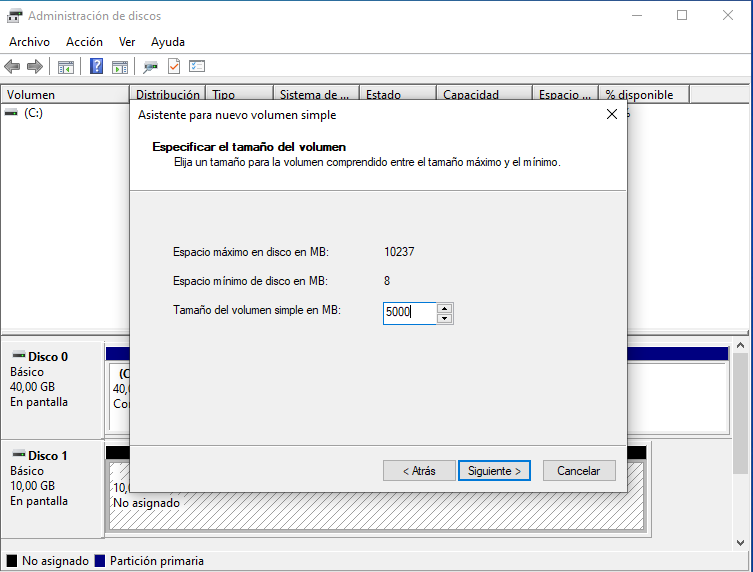 Administración de discos
Archivo Acción Ver Ayuda
Volumen Distribución Tipo Sistema de ... Estado Capacidad Espacio ... % disponible
(C:) %
Asistente para nuevo volumen simple
Especificar el tamaño del volumen
Elija un tamaño para la volumen comprendido entre el tamaño máximo y el mínimo.
Espacio máximo en disco en MB: 10237
Espacio mínimo de disco en MB: 8
Tamaño del volumen simple en MB: 5000
< Atrás Siguiente > Cancelar
Disco 0
Básico
40,00 GB
En pantalla
(C
40,
Co
Disco 1
Básico
10,00 GB
En pantalla
10,
No asignado
No asignado Partición primaria